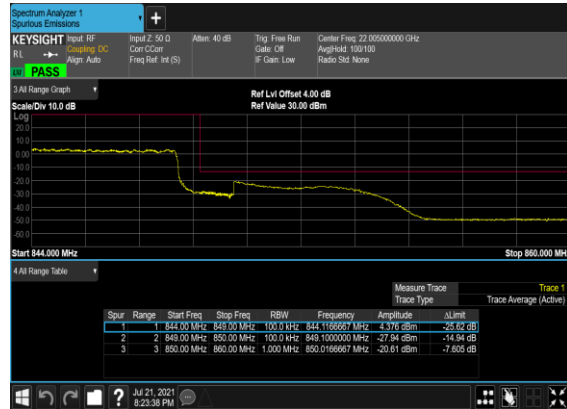 Spectrum Analyzer 1
Spurious Emissions
+
KEYSIGHT Input: RF Input Z: 50 Ω Atten: 40 dB Trig: Free Run Center Freq: 22.005000000 GHz
RL Coupling: DC Corr CCorr Gate: Off Avg|Hold: 100/100
Align: Auto Freq Ref: Int (S) IF Gain: Low Radio Std: None
LW PASS
3 All Range Graph
Ref Lvl Offset 4.00 dB
Scale/Div 10.0 dB Ref Value 30.00 dBm
Log
20.0
10.0
0.00
-10.0
-20.0
-30.0
-40.0
-50.0
-60.0
Start 844.000 MHz Stop 860.000 MHz
4 All Range Table
Measure Trace Trace 1
Trace Type Trace Average (Active)
Spur Range Start Freq Stop Freq RBW Frequency Amplitude ΔLimit
1 1 844.00 MHz 849.00 MHz 100.0 kHz 844.1166667 MHz 4.376 dBm -25.62 dB
2 2 849.00 MHz 850.00 MHz 100.0 kHz 849.1000000 MHz -27.94 dBm -14.94 dB
3 3 850.00 MHz 860.00 MHz 1.000 MHz 850.0166667 MHz -20.61 dBm -7.605 dB
? Jul 21, 2021
8:23:38 PM